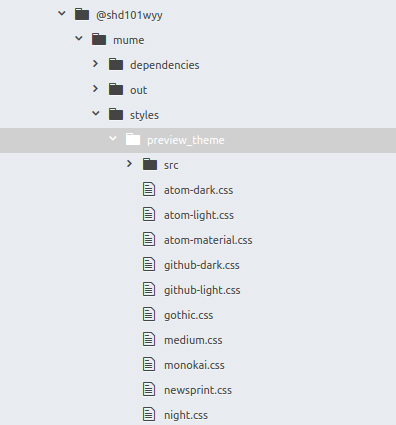 @shd101wyy
mume
dependencies
out
styles
preview_theme
src
atom-dark.css
atom-light.css
atom-material.css
github-dark.css
github-light.css
gothic.css
medium.css
monokai.css
newsprint.css
night.css